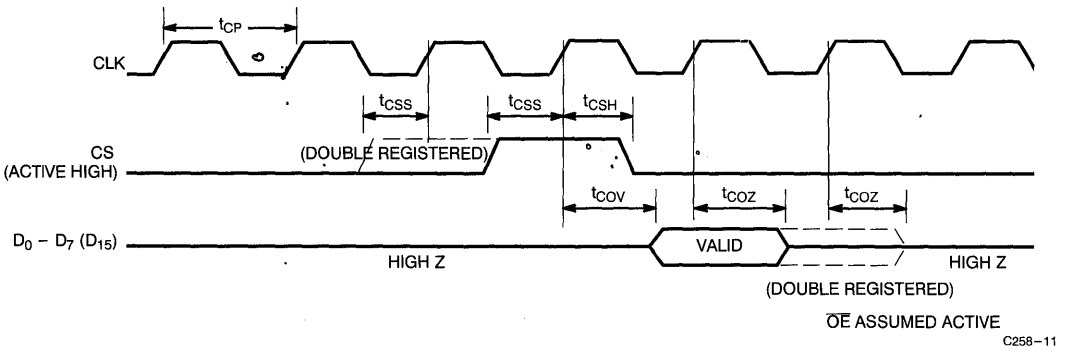 tCP
CLK
tCSS
tCSS
tCSH
CS
(ACTIVE HIGH)
(DOUBLE REGISTERED)
tCOV
tCOZ
tCOZ
D0 – D7 (D15)
VALID
HIGH Z
HIGH Z
(DOUBLE REGISTERED)
O̅E̅ ASSUMED ACTIVE
C258–11